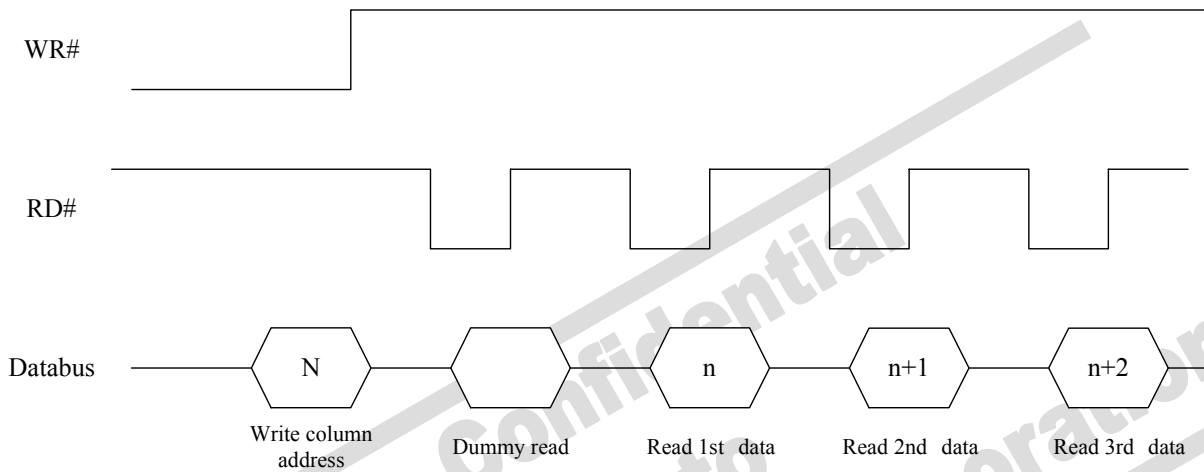 WR#
RD#
Databus
N
n
n+1
n+2
Write column
address
Dummy read
Read 1st data
Read 2nd data
Read 3rd data
Confidential
to